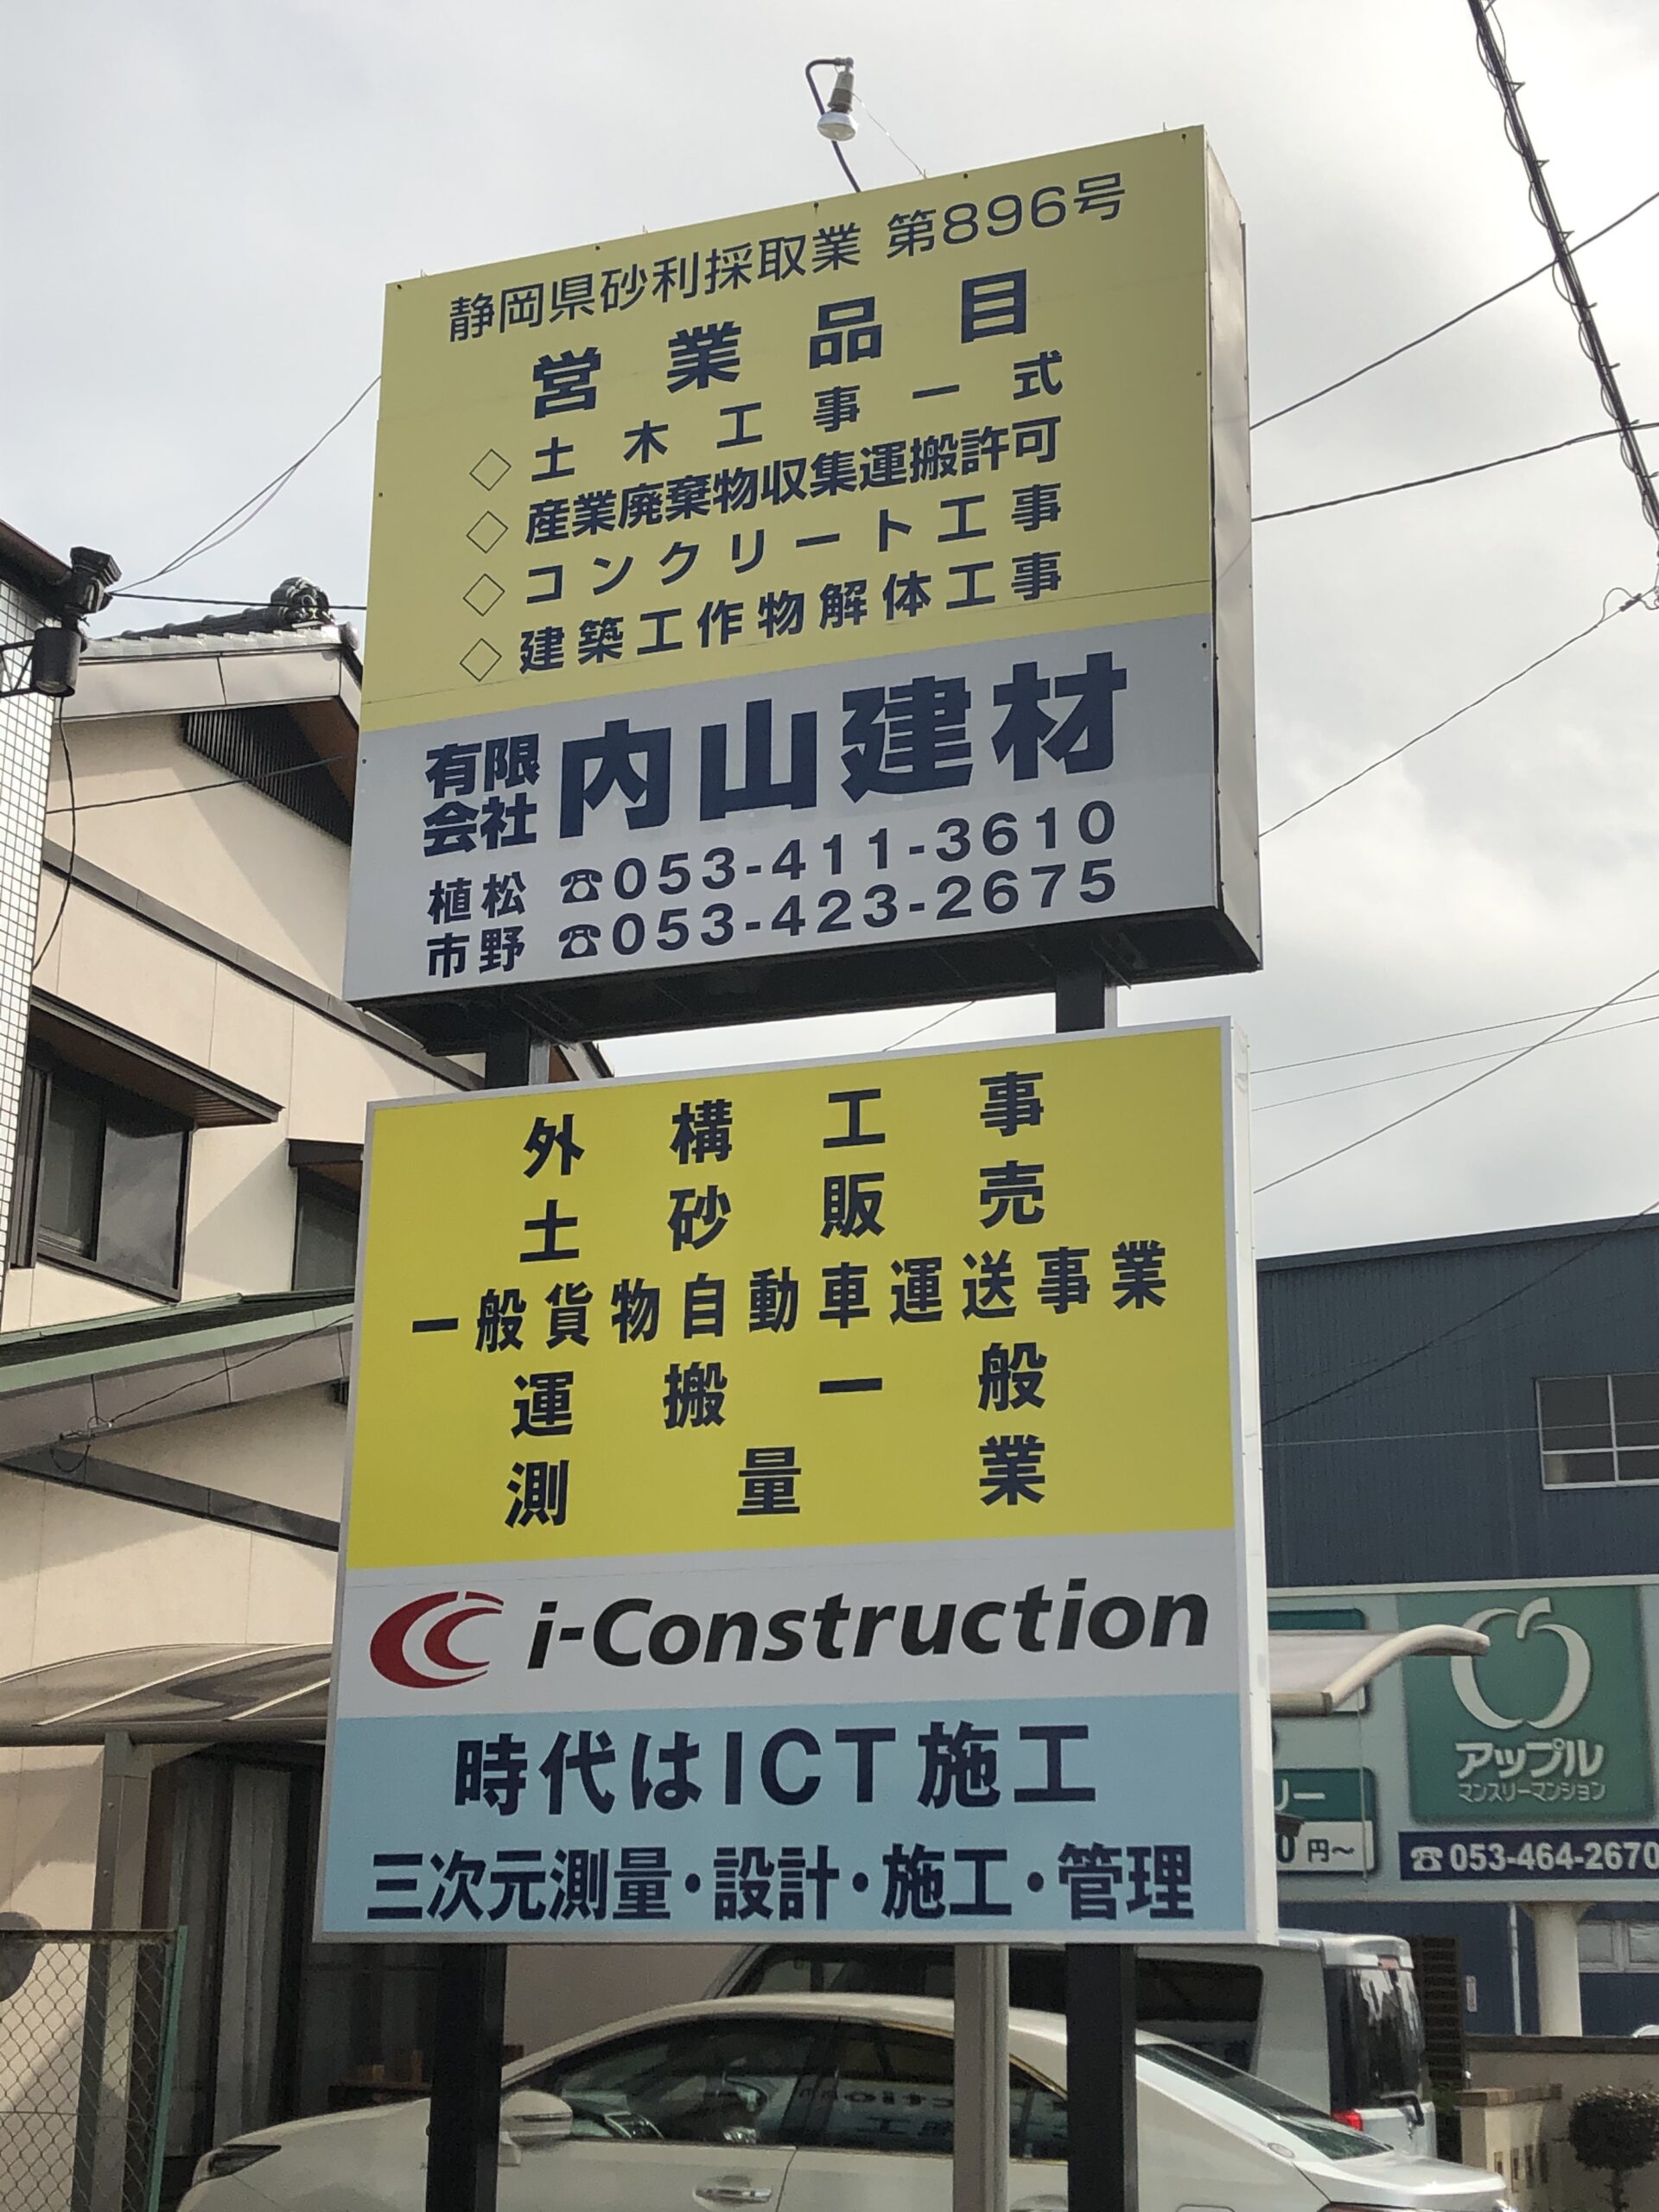 静岡県砂利採取業 第896号
営業品目
◇ 土木工事一式
◇ 産業廃棄物収集運搬許可
◇ コンクリート工事
◇ 建築工作物解体工事
有限会社 内山建材
植松 ☎053-411-3610
市野 ☎053-423-2675
外構工事
土砂販売
一般貨物自動車運送事業
運搬一般
測量業
i-Construction
時代はICT施工
三次元測量・設計・施工・管理
アップル
マンスリーマンション
リー
0円～
☎053-464-2670